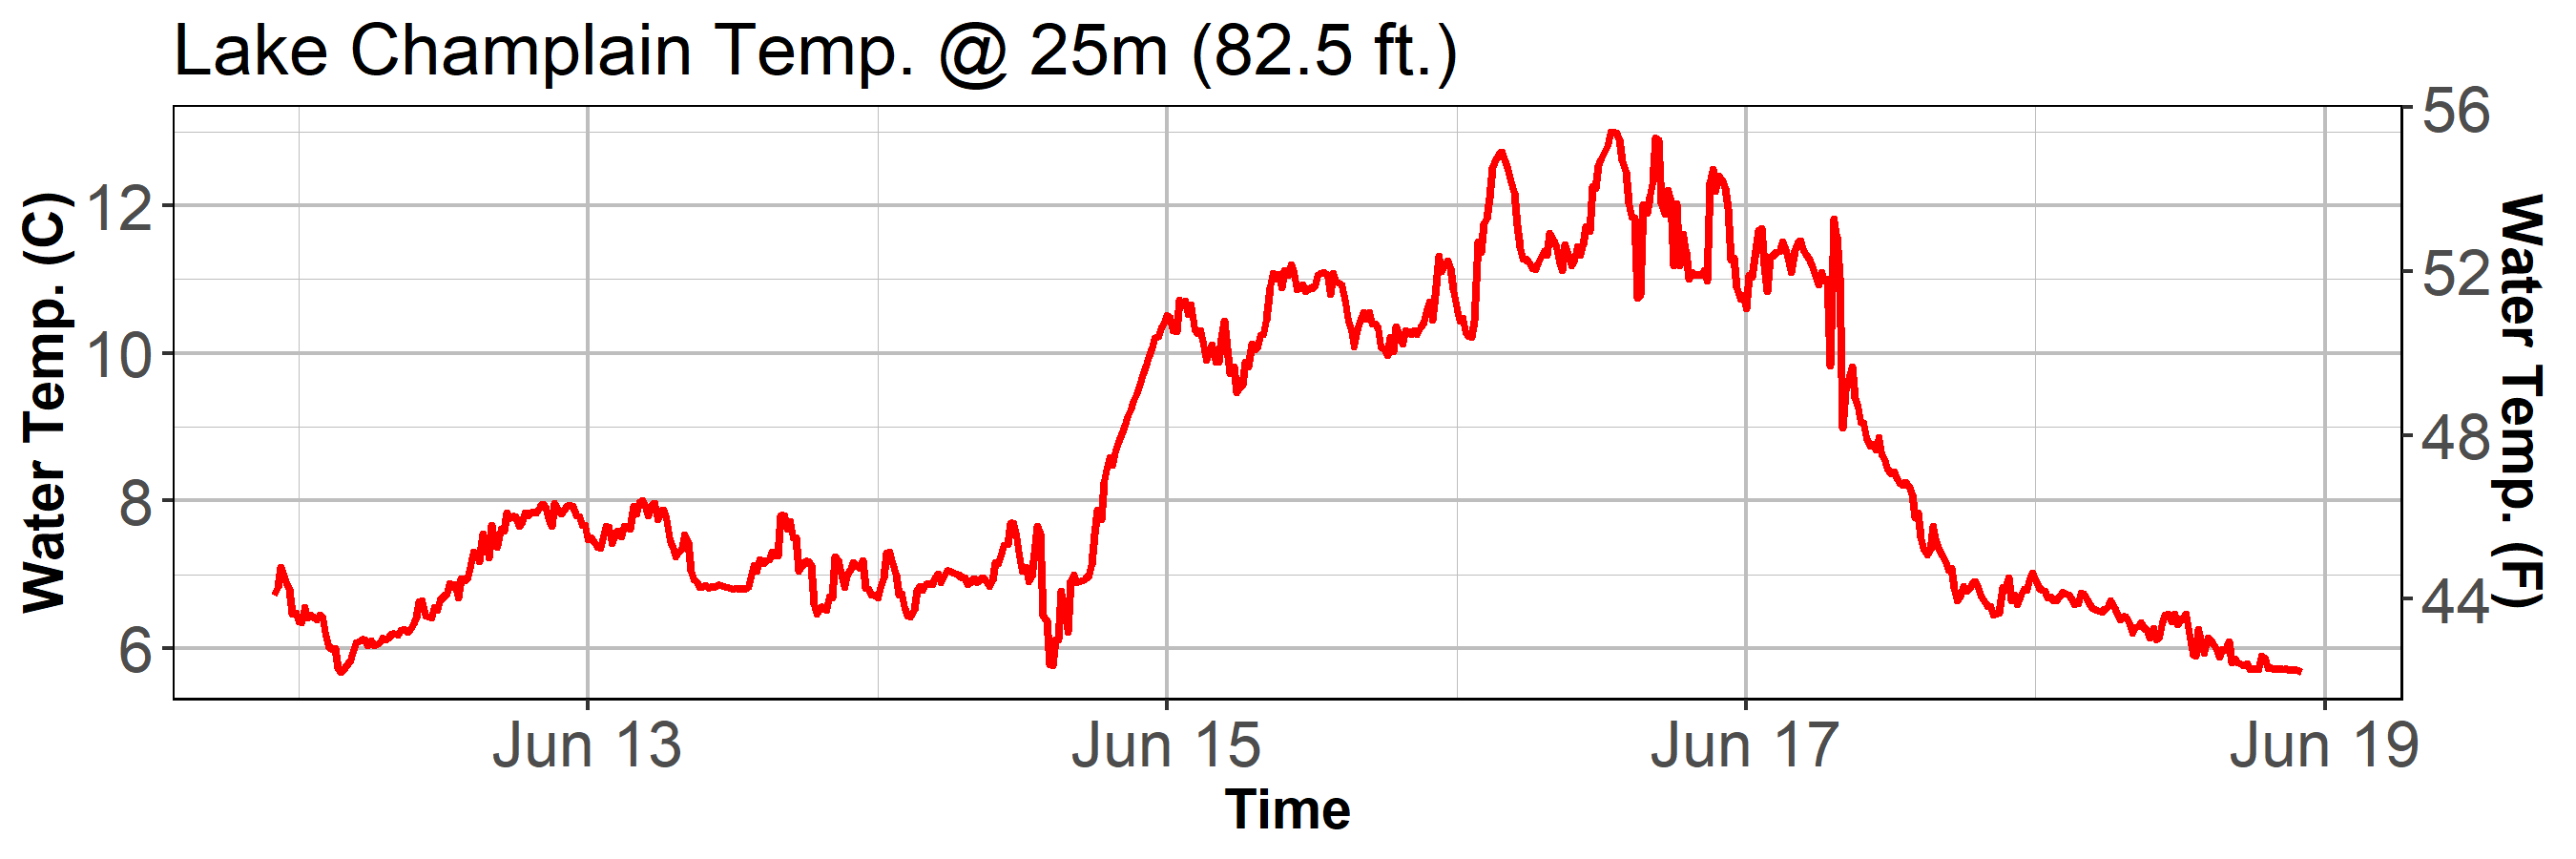 Lake Champlain Temp. @ 25m (82.5 ft.)
Water Temp. (C)
12
10
8
6
56
52
48
44
Water Temp. (F)
Jun 13
Jun 15
Jun 17
Jun 19
Time